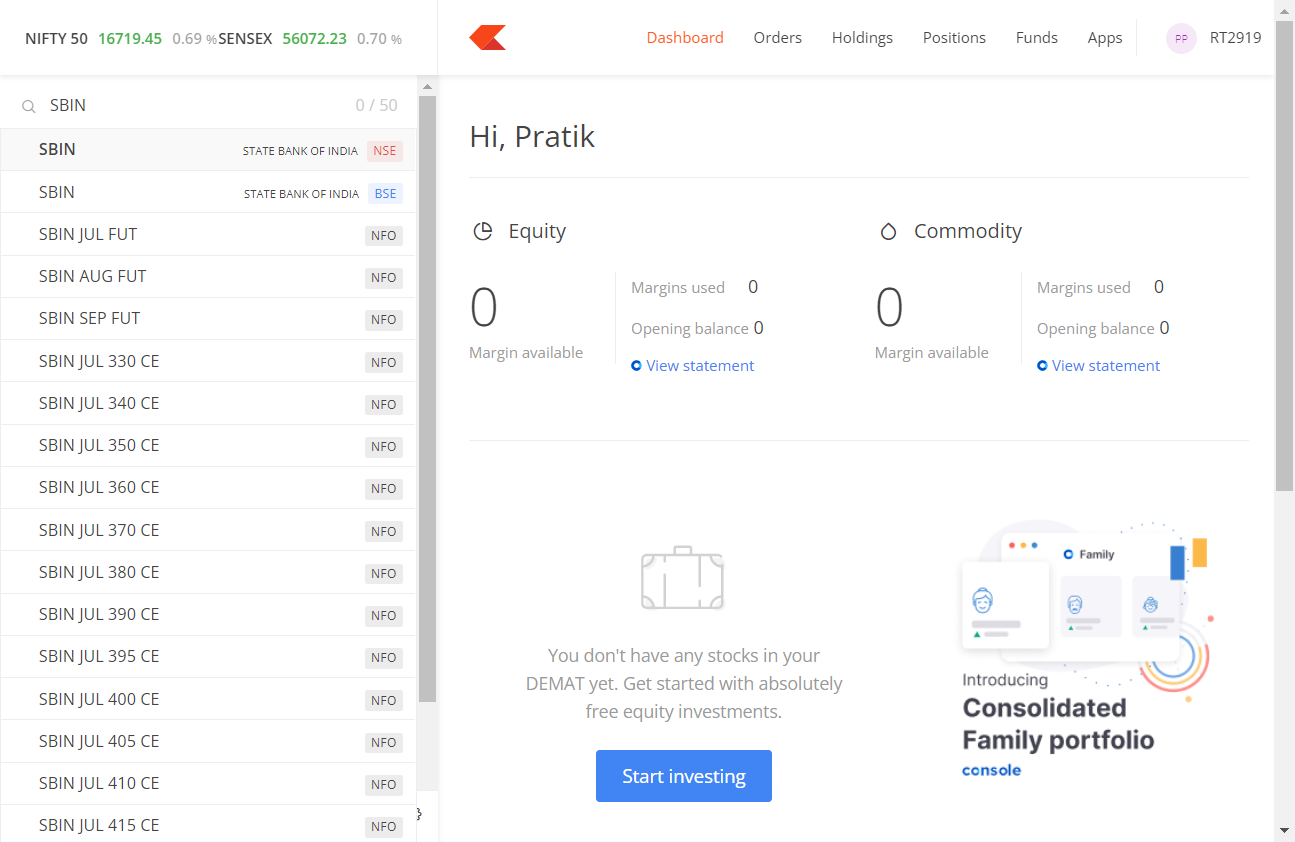 NIFTY 50 16719.45 0.69 % SENSEX 56072.23 0.70 %
Dashboard Orders Holdings Positions Funds Apps PP RT2919
SBIN 0 / 50
SBIN STATE BANK OF INDIA NSE
SBIN STATE BANK OF INDIA BSE
SBIN JUL FUT NFO
SBIN AUG FUT NFO
SBIN SEP FUT NFO
SBIN JUL 330 CE NFO
SBIN JUL 340 CE NFO
SBIN JUL 350 CE NFO
SBIN JUL 360 CE NFO
SBIN JUL 370 CE NFO
SBIN JUL 380 CE NFO
SBIN JUL 390 CE NFO
SBIN JUL 395 CE NFO
SBIN JUL 400 CE NFO
SBIN JUL 405 CE NFO
SBIN JUL 410 CE NFO
SBIN JUL 415 CE NFO
Hi, Pratik
Equity
0
Margin available
Margins used 0
Opening balance 0
View statement
Commodity
0
Margin available
Margins used 0
Opening balance 0
View statement
You don't have any stocks in your
DEMAT yet. Get started with absolutely
free equity investments.
Start investing
Family
Introducing
Consolidated
Family portfolio
console